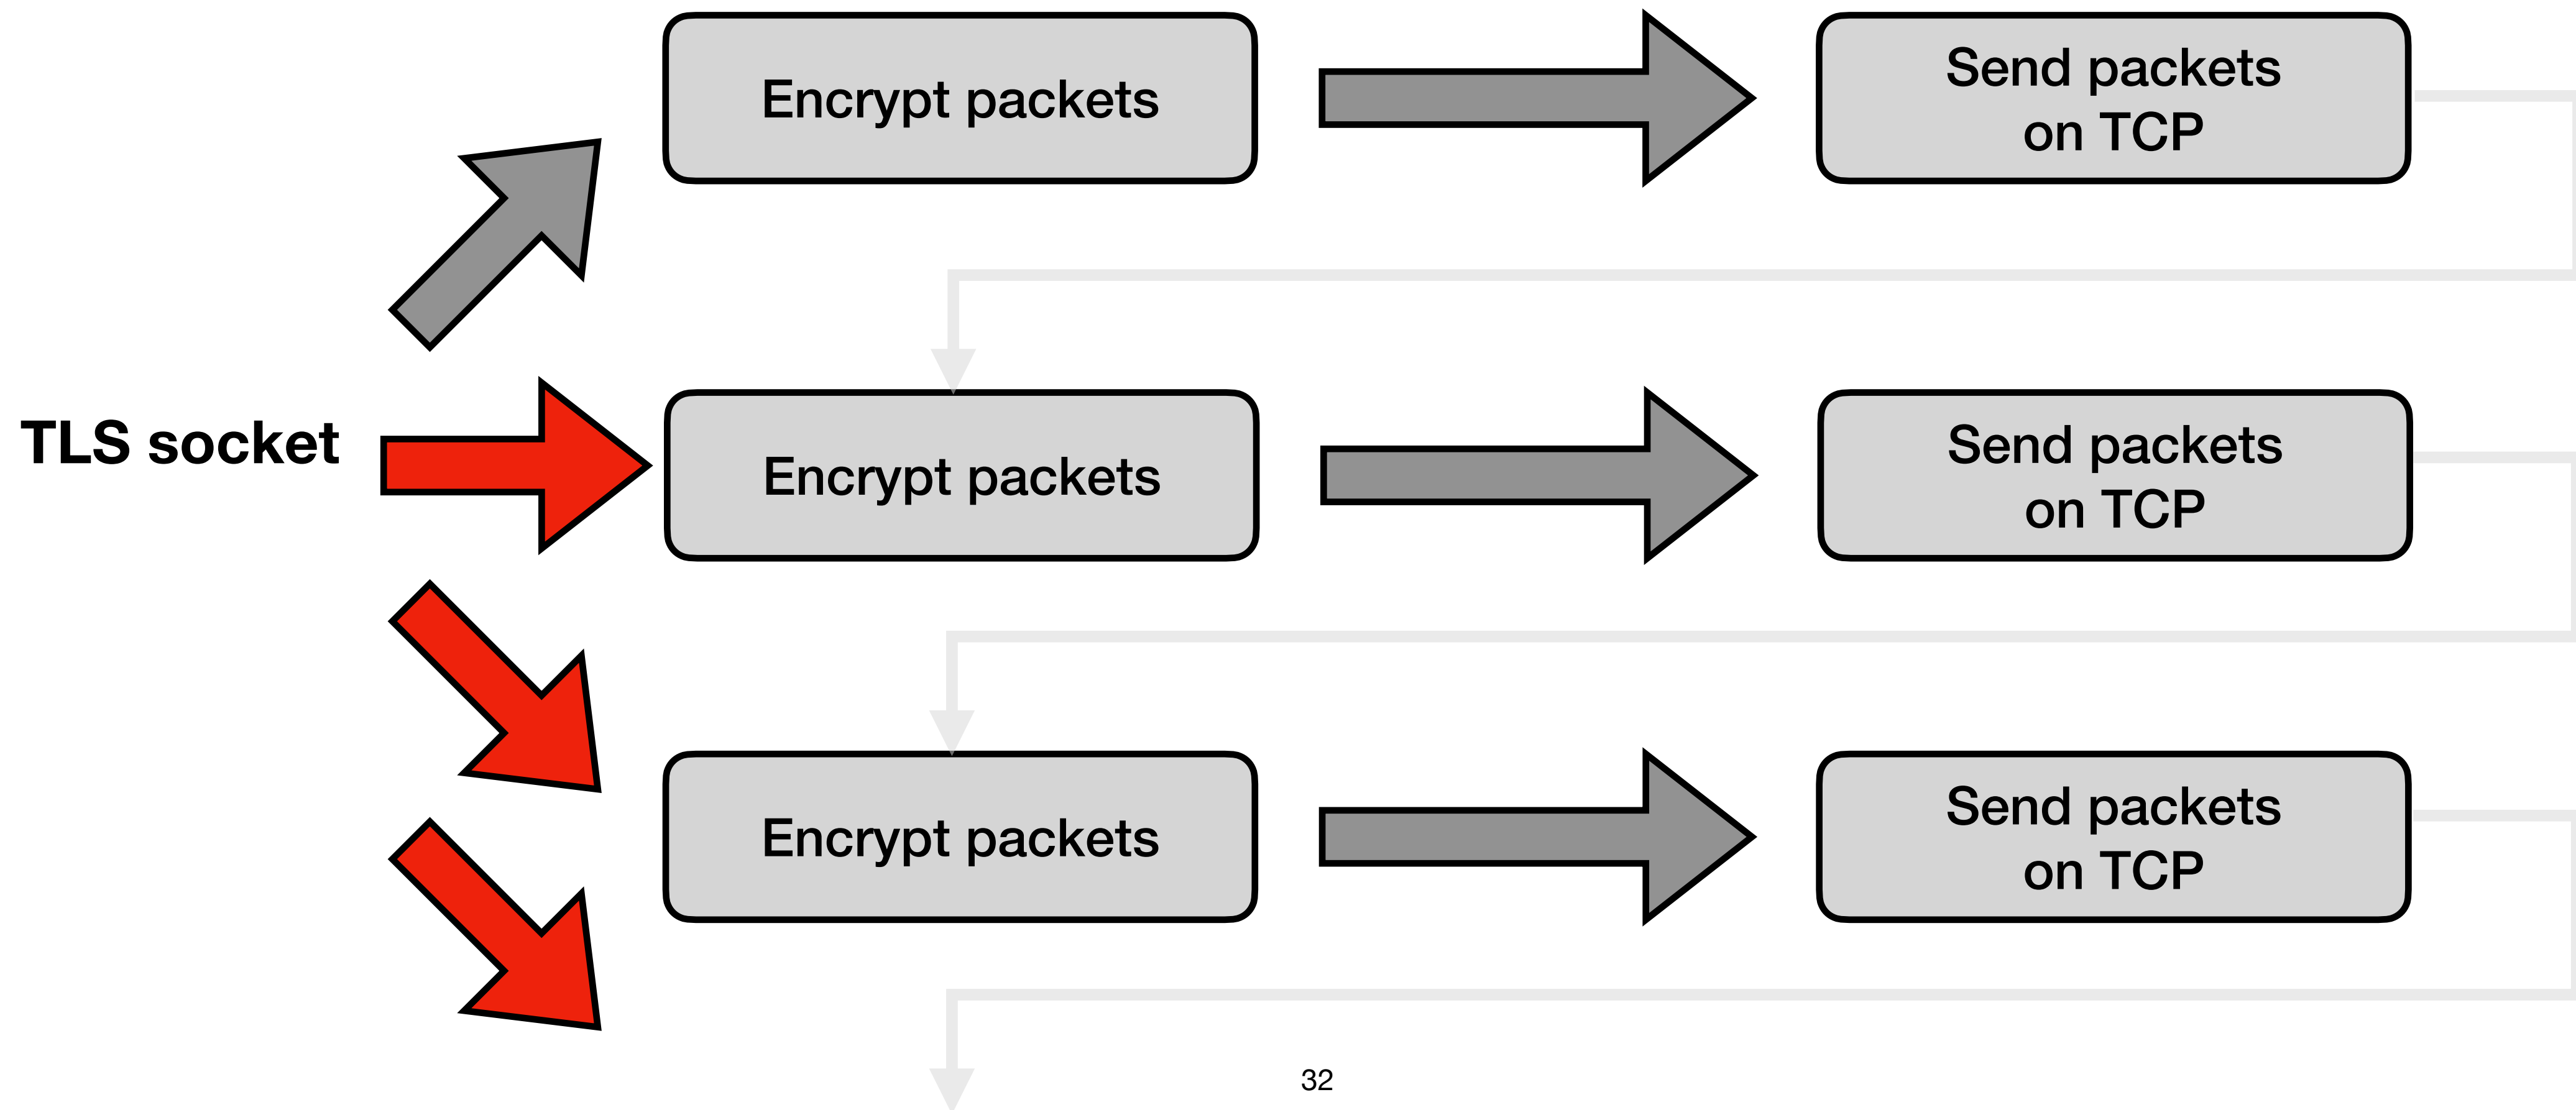 Encrypt packets
Send packets
on TCP
TLS socket
Encrypt packets
Send packets
on TCP
Encrypt packets
Send packets
on TCP
32